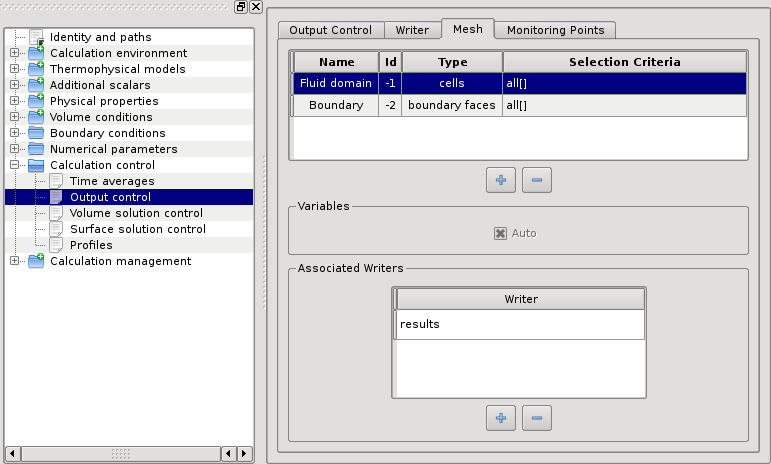 Identity and paths
Calculation environment
Thermophysical models
Additional scalars
Physical properties
Volume conditions
Boundary conditions
Numerical parameters
Calculation control
Time averages
Output control
Volume solution control
Surface solution control
Profiles
Calculation management
Output Control Writer Mesh Monitoring Points
Name Id Type Selection Criteria
Fluid domain -1 cells all[]
Boundary -2 boundary faces all[]
Variables
Auto
Associated Writers
Writer
results